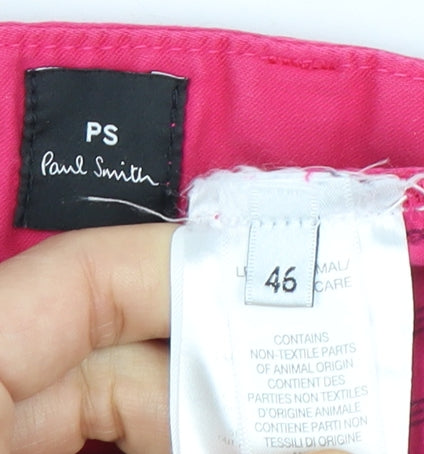 PS
Paul Smith
46
CARE
CONTAINS
NON-TEXTILE PARTS
OF ANIMAL ORIGIN
CONTIENT DES
PARTIES NON TEXTILES
D'ORIGINE ANIMALE
CONTIENE PARTI NON
TESSILI DI ORIGINE